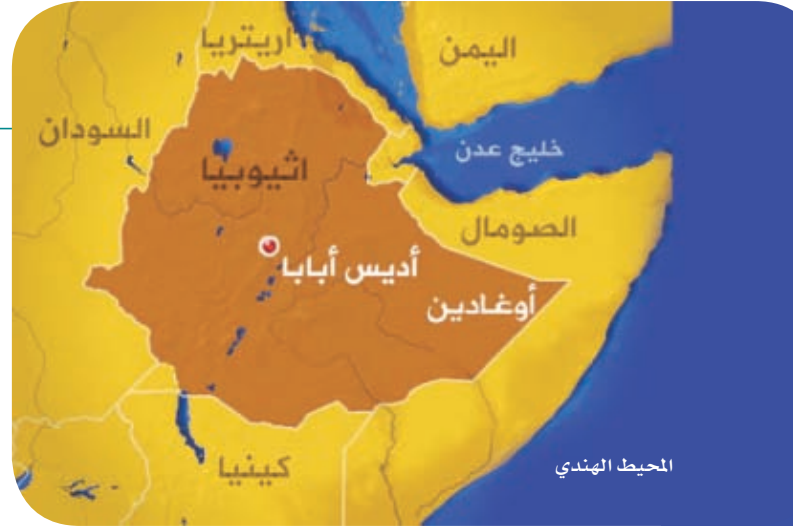 اريتريا
اليمن
السودان
خليج عدن
اثيوبيا
الصومال
أديس أبابا
أوغادين
كينيا
المحيط الهندي